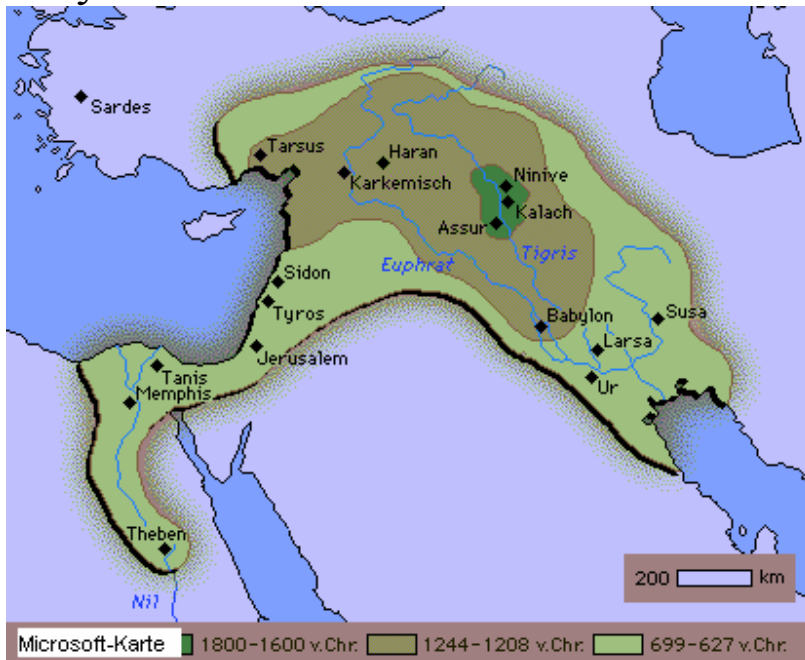 Sardes
Tarsus
Haran
Karkemisch
Ninive
Kalach
Assur
Euphrat
Tigris
Sidon
Tyros
Babylon
Susa
Larsa
Jerusalem
Ur
Tanis
Memphis
Theben
Nil
200 km
Microsoft-Karte 1800-1600 v.Chr. 1244-1208 v.Chr. 699-627 v.Chr.